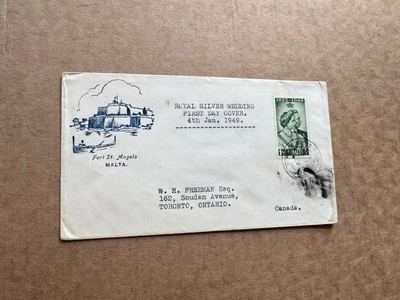 ROYAL SILVER WEDDING
FIRST DAY COVER.
4th Jan. 1949.
Fort St. Angelo
MALTA.
W. H. FREEMAN Esq.
162, Soudan Avenue,
TORONTO, ONTARIO.
Canada.